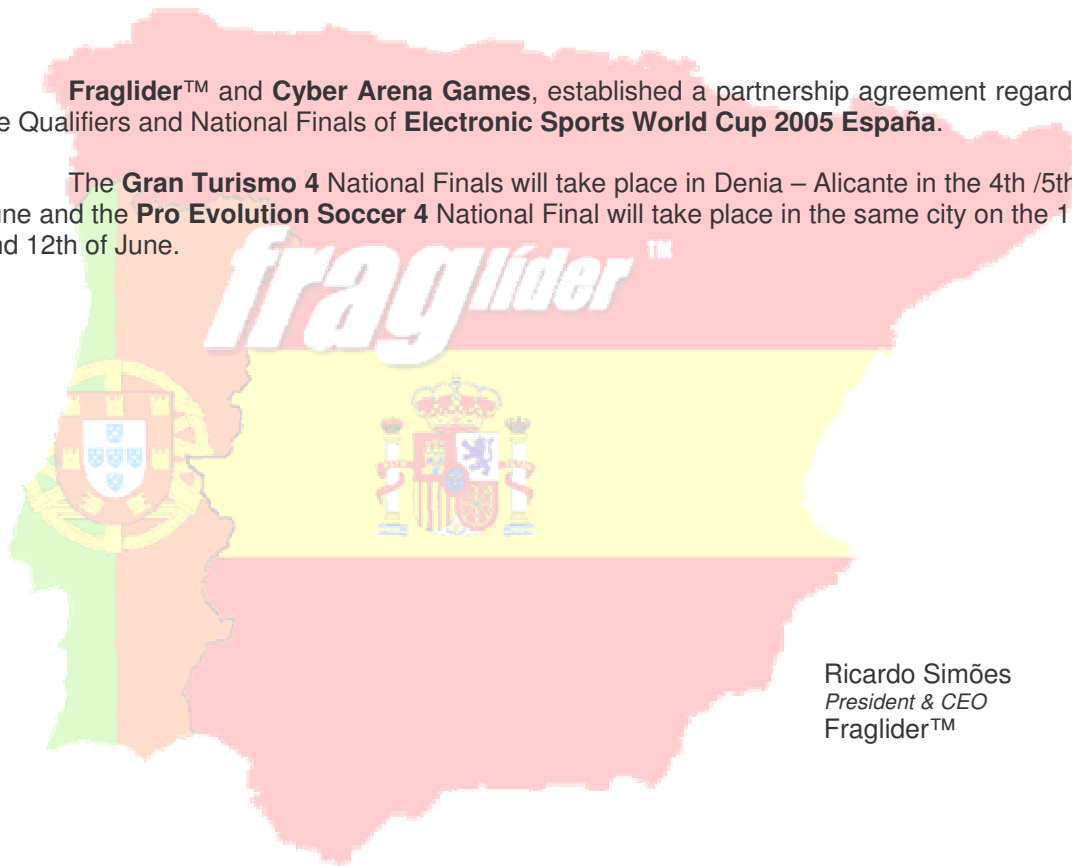 Fraglider™ and Cyber Arena Games, established a partnership agreement regard
e Qualifiers and National Finals of Electronic Sports World Cup 2005 España.
The Gran Turismo 4 National Finals will take place in Denia – Alicante in the 4th /5th
une and the Pro Evolution Soccer 4 National Final will take place in the same city on the 1
nd 12th of June.
fraglíder ™
Ricardo Simões
President & CEO
Fraglider™